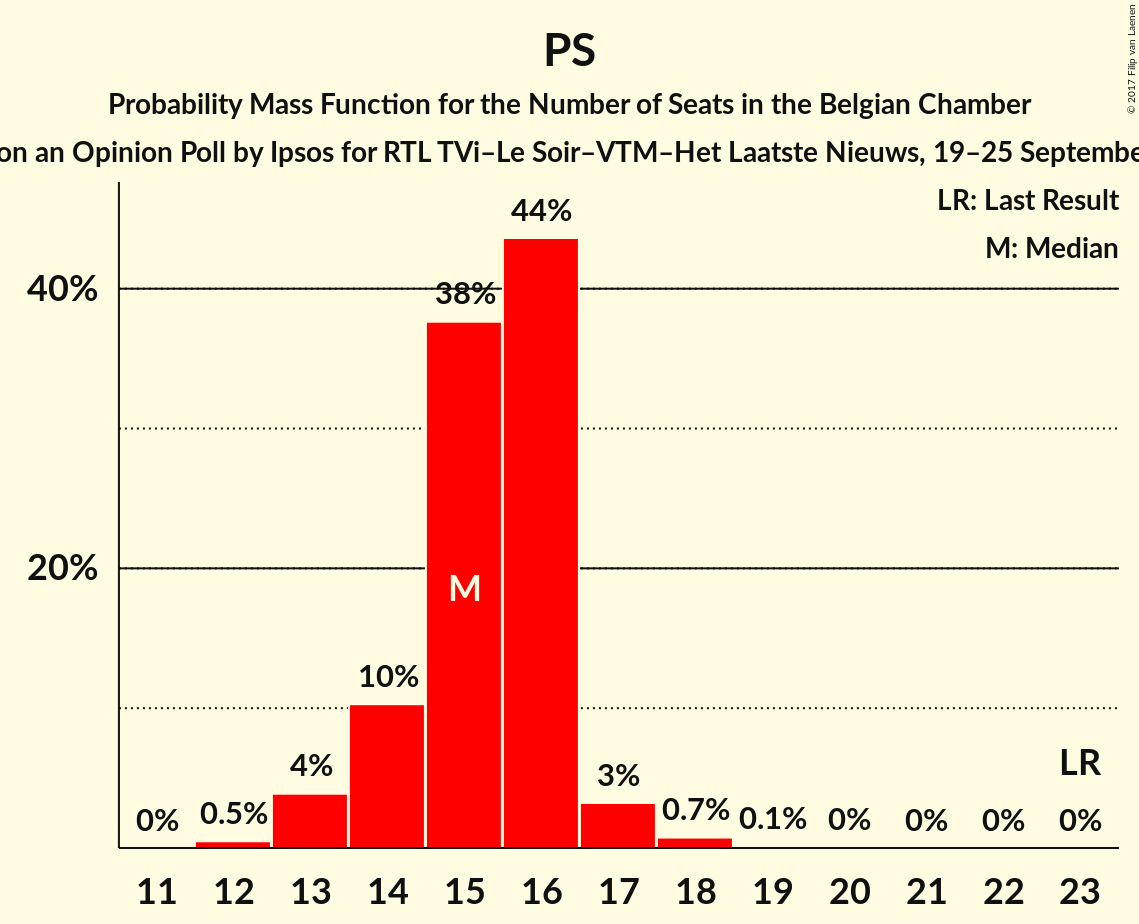 PS
Probability Mass Function for the Number of Seats in the Belgian Chamber
on an Opinion Poll by Ipsos for RTL TVi–Le Soir–VTM–Het Laatste Nieuws, 19–25 Septembe
© 2017 Filip van Laenen
LR: Last Result
M: Median
40%
20%
0%
0.5%
4%
10%
38%
44%
3%
0.7%
0.1%
0%
0%
0%
0%
M
LR
11 12 13 14 15 16 17 18 19 20 21 22 23